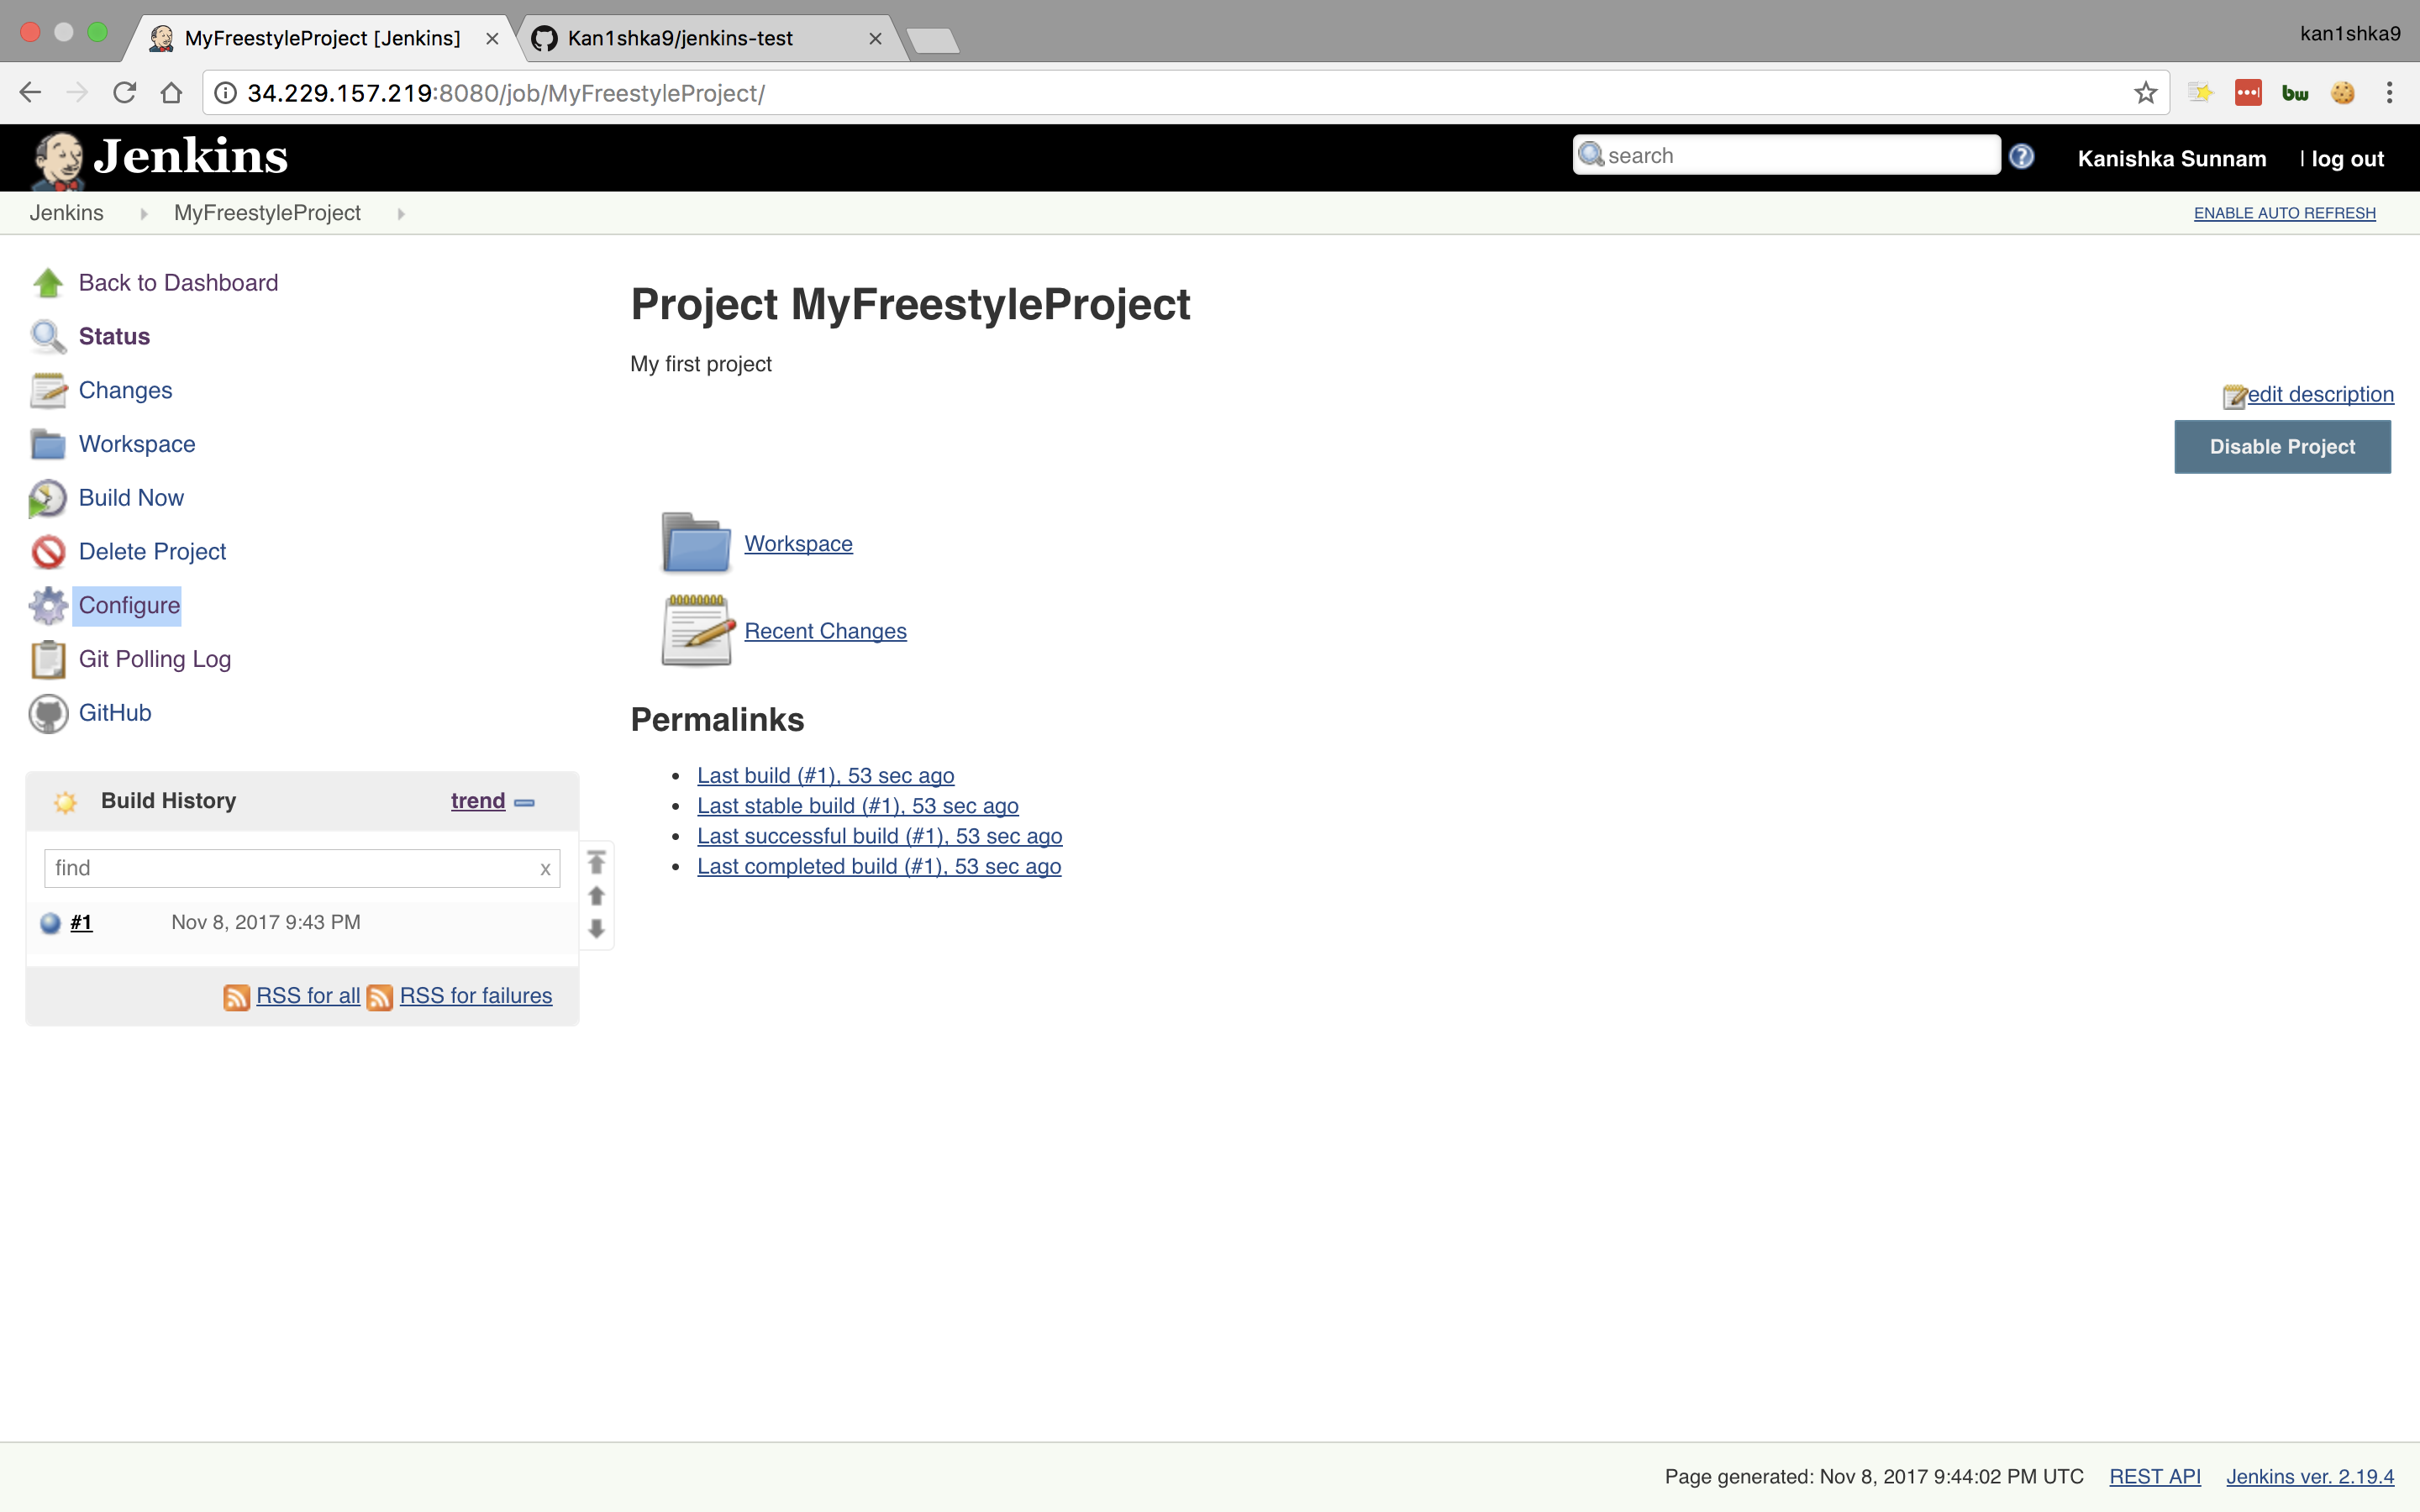 MyFreestyleProject [Jenkins]
Kan1shka9/jenkins-test
kan1shka9
34.229.157.219:8080/job/MyFreestyleProject/
bw
Jenkins
search
Kanishka Sunnam
| log out
Jenkins
MyFreestyleProject
ENABLE AUTO REFRESH
Back to Dashboard
Status
Changes
Workspace
Build Now
Delete Project
Configure
Git Polling Log
GitHub
Build History
trend
find
x
#1
Nov 8, 2017 9:43 PM
RSS for all
RSS for failures
Project MyFreestyleProject
My first project
edit description
Disable Project
Workspace
Recent Changes
Permalinks
Last build (#1), 53 sec ago
Last stable build (#1), 53 sec ago
Last successful build (#1), 53 sec ago
Last completed build (#1), 53 sec ago
Page generated: Nov 8, 2017 9:44:02 PM UTC
REST API
Jenkins ver. 2.19.4